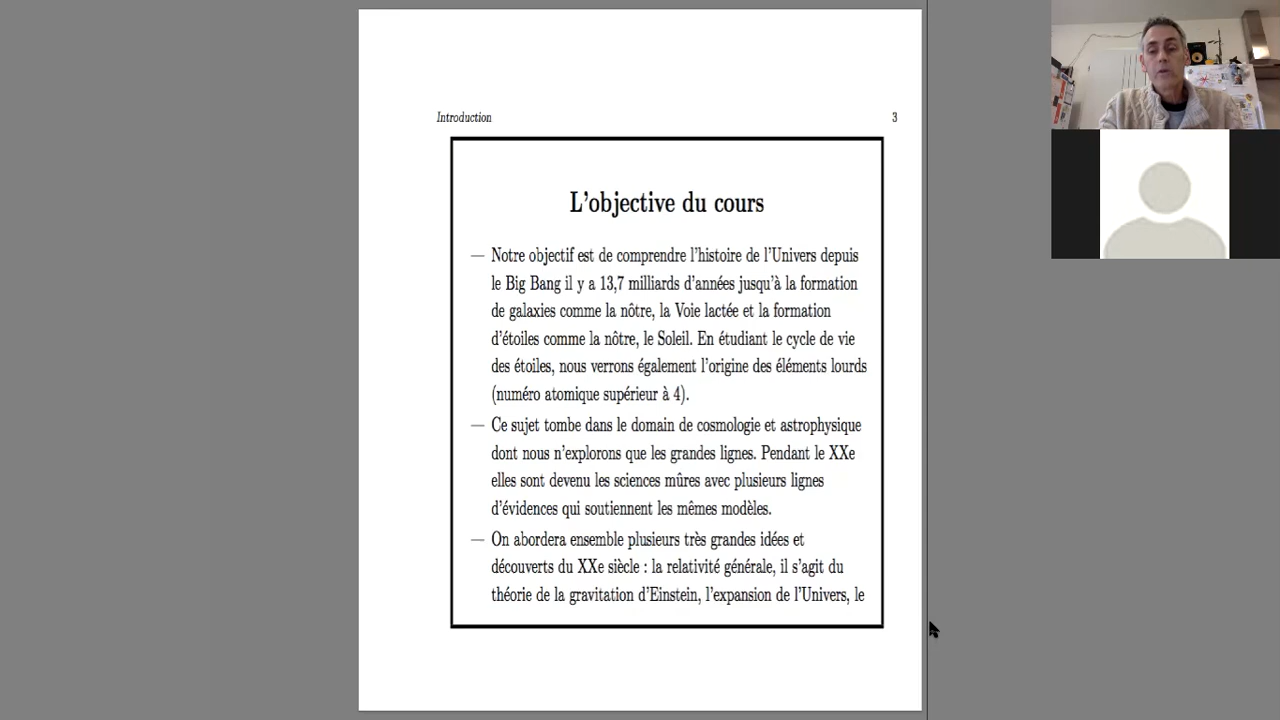 Introduction 3
L'objective du cours
— Notre objectif est de comprendre l'histoire de l'Univers depuis
le Big Bang il y a 13,7 milliards d'années jusqu'à la formation
de galaxies comme la nôtre, la Voie lactée et la formation
d'étoiles comme la nôtre, le Soleil. En étudiant le cycle de vie
des étoiles, nous verrons également l'origine des éléments lourds
(numéro atomique supérieur à 4).
— Ce sujet tombe dans le domain de cosmologie et astrophysique
dont nous n'explorons que les grandes lignes. Pendant le XXe
elles sont devenu les sciences mûres avec plusieurs lignes
d'évidences qui soutiennent les mêmes modèles.
— On abordera ensemble plusieurs très grandes idées et
découverts du XXe siècle : la relativité générale, il s'agit du
théorie de la gravitation d'Einstein, l'expansion de l'Univers, le